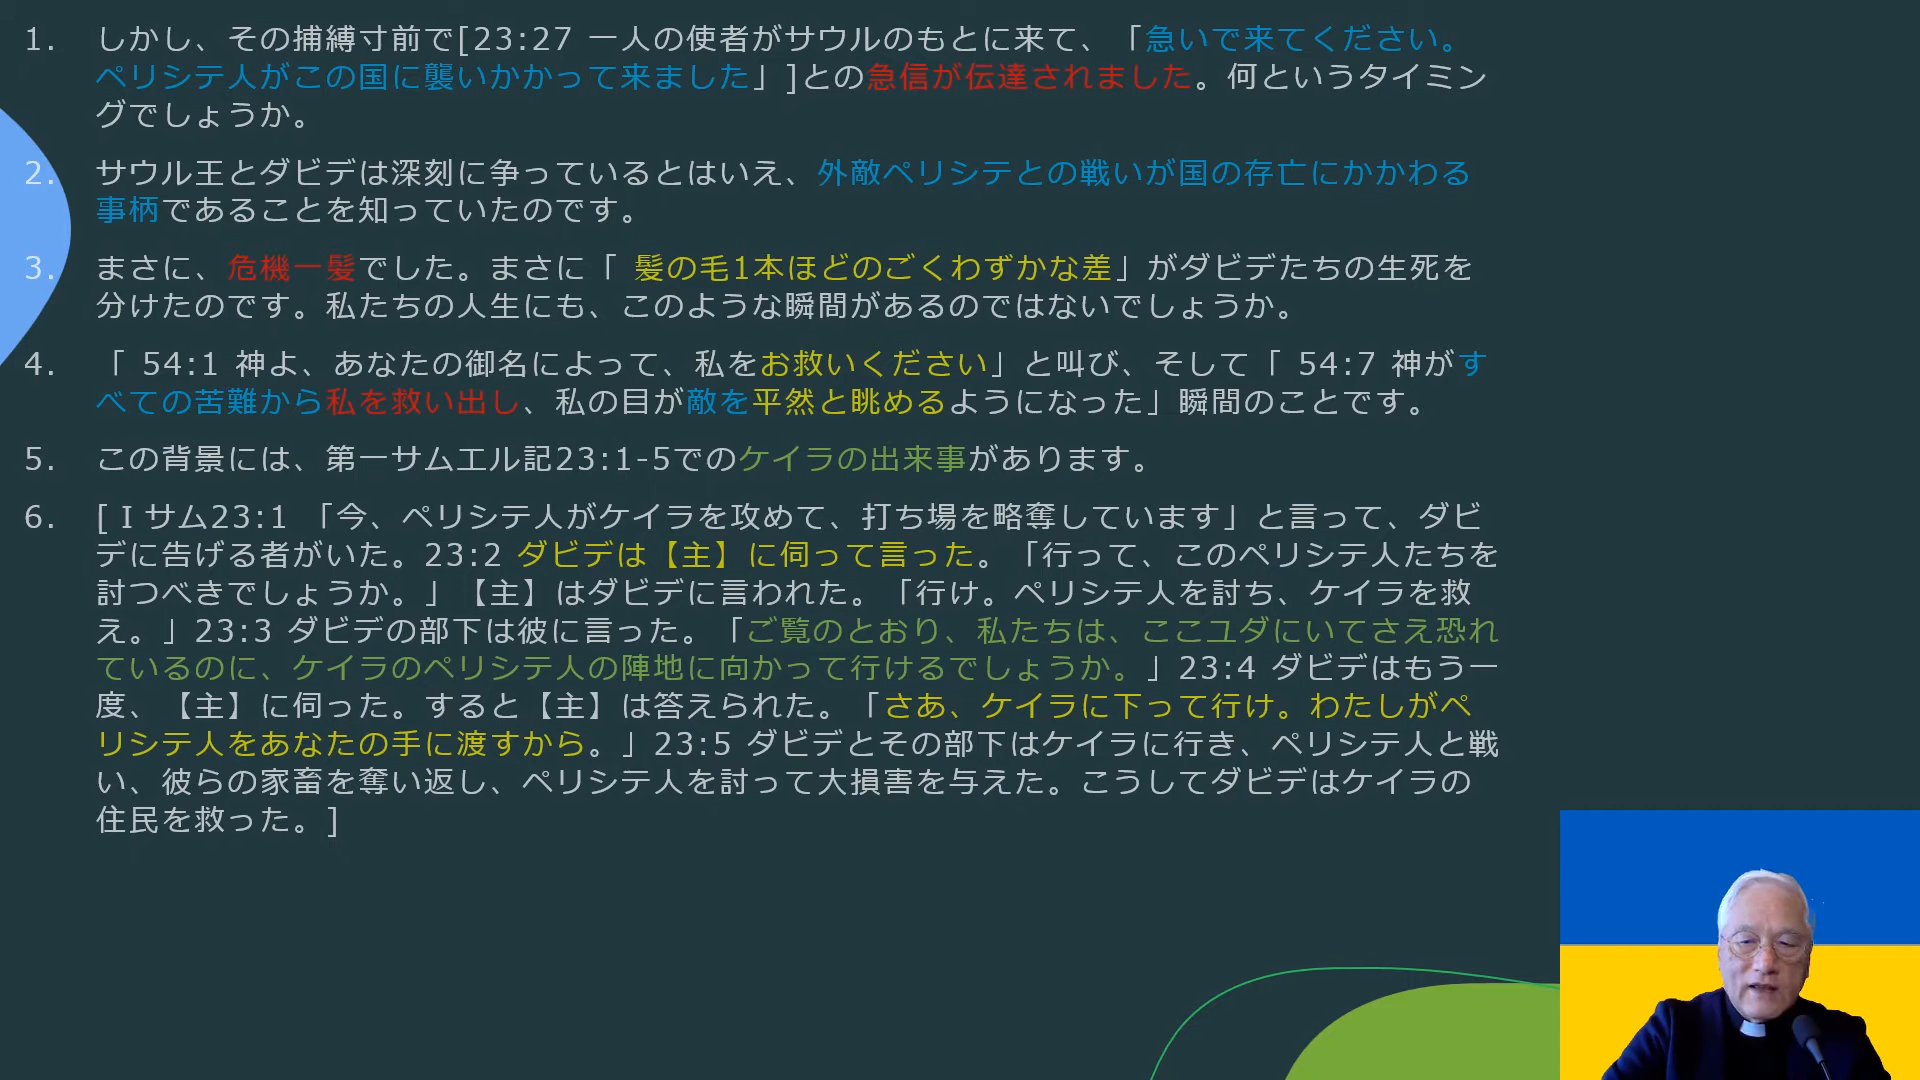 1. しかし、その捕縛寸前で[23:27 一人の使者がサウルのもとに来て、「急いで来てください。
ペリシテ人がこの国に襲いかかって来ました」]との急信が伝達されました。何というタイミン
グでしょうか。
2. サウル王とダビデは深刻に争っているとはいえ、外敵ペリシテとの戦いが国の存亡にかかわる
事柄であることを知っていたのです。
3. まさに、危機一髪でした。まさに「 髪の毛1本ほどのごくわずかな差」がダビデたちの生死を
分けたのです。私たちの人生にも、このような瞬間があるのではないでしょうか。
4. 「 54:1 神よ、あなたの御名によって、私をお救いください」と叫び、そして「 54:7 神がす
べての苦難から私を救い出し、私の目が敵を平然と眺めるようになった」瞬間のことです。
5. この背景には、第一サムエル記23:1-5でのケイラの出来事があります。
6. [Ⅰサム23:1 「今、ペリシテ人がケイラを攻めて、打ち場を略奪しています」と言って、ダビ
デに告げる者がいた。23:2 ダビデは【主】に伺って言った。「行って、このペリシテ人たちを
討つべきでしょうか。」【主】はダビデに言われた。「行け。ペリシテ人を討ち、ケイラを救
え。」23:3 ダビデの部下は彼に言った。「ご覧のとおり、私たちは、ここユダにいてさえ恐れ
ているのに、ケイラのペリシテ人の陣地に向かって行けるでしょうか。」23:4 ダビデはもう一
度、【主】に伺った。すると【主】は答えられた。「さあ、ケイラに下って行け。わたしがペ
リシテ人をあなたの手に渡すから。」23:5 ダビデとその部下はケイラに行き、ペリシテ人と戦
い、彼らの家畜を奪い返し、ペリシテ人を討って大損害を与えた。こうしてダビデはケイラの
住民を救った。]